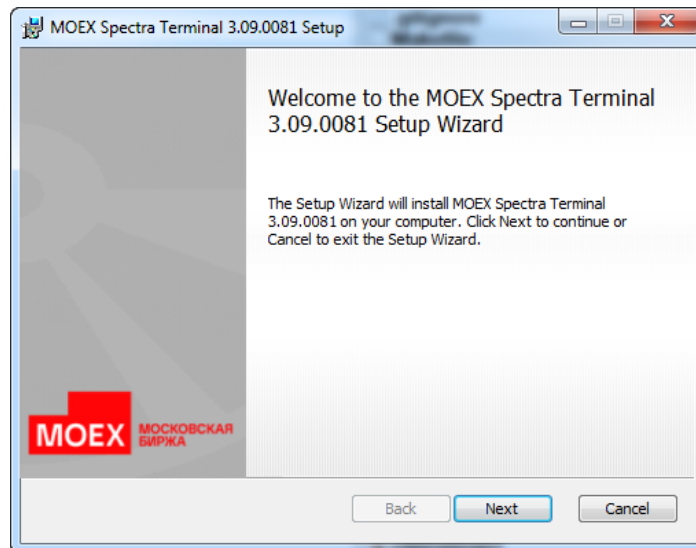 MOEX Spectra Terminal 3.09.0081 Setup
Welcome to the MOEX Spectra Terminal
3.09.0081 Setup Wizard
The Setup Wizard will install MOEX Spectra Terminal
3.09.0081 on your computer. Click Next to continue or
Cancel to exit the Setup Wizard.
MOEX МОСКОВСКАЯ
БИРЖА
Back Next Cancel